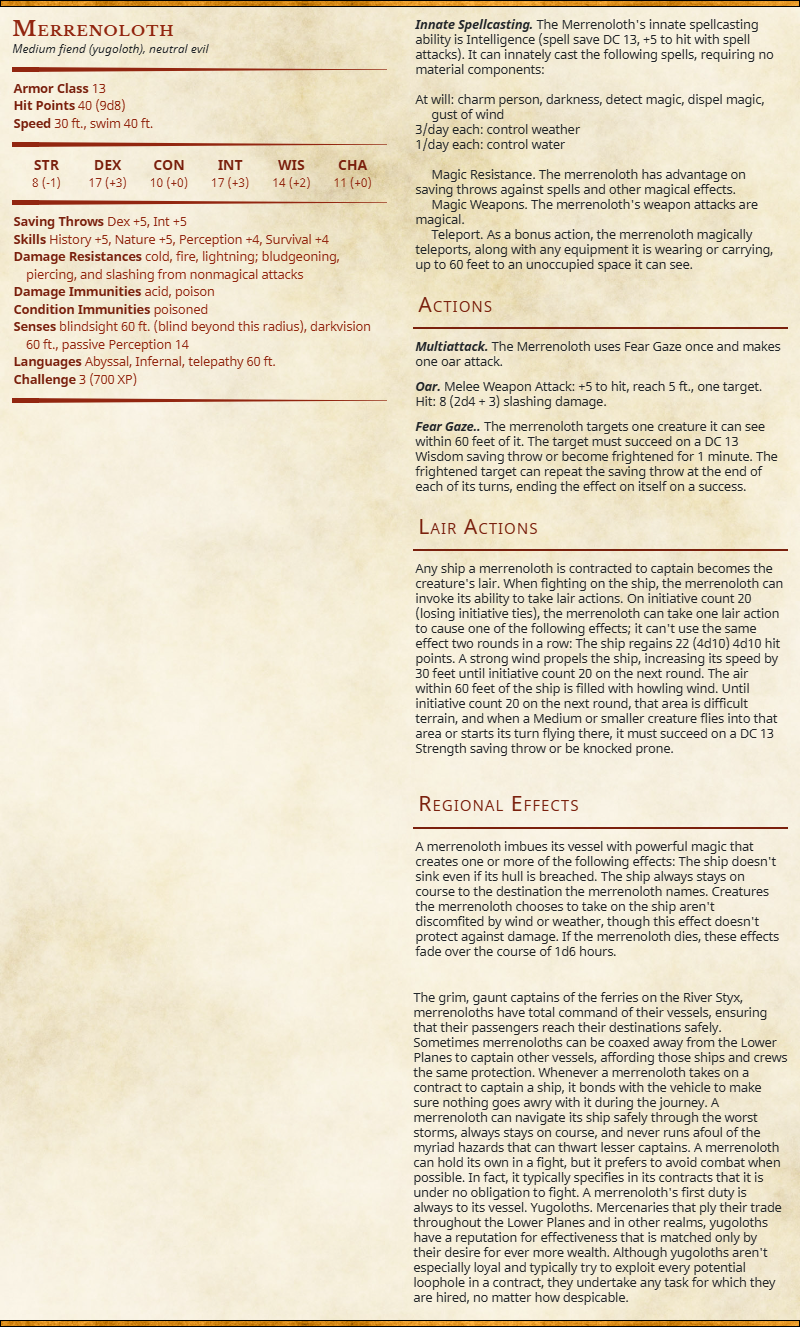 Merrenoloth
Medium fiend (yugoloth), neutral evil
Armor Class 13
Hit Points 40 (9d8)
Speed 30 ft., swim 40 ft.
STR DEX CON INT WIS CHA
8 (-1) 17 (+3) 10 (+0) 17 (+3) 14 (+2) 11 (+0)
Saving Throws Dex +5, Int +5
Skills History +5, Nature +5, Perception +4, Survival +4
Damage Resistances cold, fire, lightning; bludgeoning,
piercing, and slashing from nonmagical attacks
Damage Immunities acid, poison
Condition Immunities poisoned
Senses blindsight 60 ft. (blind beyond this radius), darkvision
60 ft., passive Perception 14
Languages Abyssal, Infernal, telepathy 60 ft.
Challenge 3 (700 XP)
Innate Spellcasting. The Merrenoloth's innate spellcasting
ability is Intelligence (spell save DC 13, +5 to hit with spell
attacks). It can innately cast the following spells, requiring no
material components:
At will: charm person, darkness, detect magic, dispel magic,
gust of wind
3/day each: control weather
1/day each: control water
Magic Resistance. The merrenoloth has advantage on
saving throws against spells and other magical effects.
Magic Weapons. The merrenoloth's weapon attacks are
magical.
Teleport. As a bonus action, the merrenoloth magically
teleports, along with any equipment it is wearing or carrying,
up to 60 feet to an unoccupied space it can see.
Actions
Multiattack. The Merrenoloth uses Fear Gaze once and makes
one oar attack.
Oar. Melee Weapon Attack: +5 to hit, reach 5 ft., one target.
Hit: 8 (2d4 + 3) slashing damage.
Fear Gaze.. The merrenoloth targets one creature it can see
within 60 feet of it. The target must succeed on a DC 13
Wisdom saving throw or become frightened for 1 minute. The
frightened target can repeat the saving throw at the end of
each of its turns, ending the effect on itself on a success.
Lair Actions
Any ship a merrenoloth is contracted to captain becomes the
creature's lair. When fighting on the ship, the merrenoloth can
invoke its ability to take lair actions. On initiative count 20
(losing initiative ties), the merrenoloth can take one lair action
to cause one of the following effects; it can't use the same
effect two rounds in a row: The ship regains 22 (4d10) 4d10 hit
points. A strong wind propels the ship, increasing its speed by
30 feet until initiative count 20 on the next round. The air
within 60 feet of the ship is filled with howling wind. Until
initiative count 20 on the next round, that area is difficult
terrain, and when a Medium or smaller creature flies into that
area or starts its turn flying there, it must succeed on a DC 13
Strength saving throw or be knocked prone.
Regional Effects
A merrenoloth imbues its vessel with powerful magic that
creates one or more of the following effects: The ship doesn't
sink even if its hull is breached. The ship always stays on
course to the destination the merrenoloth names. Creatures
the merrenoloth chooses to take on the ship aren't
discomfited by wind or weather, though this effect doesn't
protect against damage. If the merrenoloth dies, these effects
fade over the course of 1d6 hours.
The grim, gaunt captains of the ferries on the River Styx,
merrenoloths have total command of their vessels, ensuring
that their passengers reach their destinations safely.
Sometimes merrenoloths can be coaxed away from the Lower
Planes to captain other vessels, affording those ships and crews
the same protection. Whenever a merrenoloth takes on a
contract to captain a ship, it bonds with the vehicle to make
sure nothing goes awry with it during the journey. A
merrenoloth can navigate its ship safely through the worst
storms, always stays on course, and never runs afoul of the
myriad hazards that can thwart lesser captains. A merrenoloth
can hold its own in a fight, but it prefers to avoid combat when
possible. In fact, it typically specifies in its contracts that it is
under no obligation to fight. A merrenoloth's first duty is
always to its vessel. Yugoloths. Mercenaries that ply their trade
throughout the Lower Planes and in other realms, yugoloths
have a reputation for effectiveness that is matched only by
their desire for ever more wealth. Although yugoloths aren't
especially loyal and typically try to exploit every potential
loophole in a contract, they undertake any task for which they
are hired, no matter how despicable.